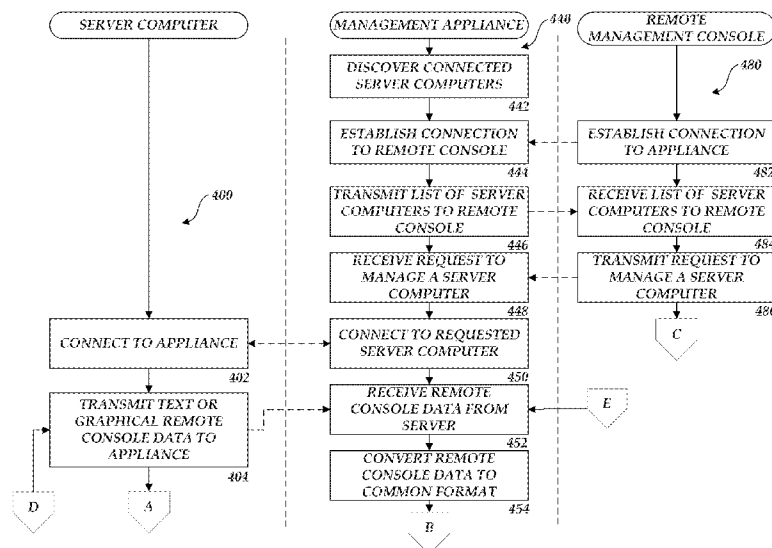 SERVER COMPUTER
MANAGEMENT APPLIANCE
REMOTE
MANAGEMENT CONSOLE
440
DISCOVER CONNECTED
SERVER COMPUTERS
442
480
ESTABLISH CONNECTION
TO REMOTE CONSOLE
444
ESTABLISH CONNECTION
TO APPLIANCE
482
400
TRANSMIT LIST OF SERVER
COMPUTERS TO REMOTE
CONSOLE
446
RECEIVE LIST OF SERVER
COMPUTERS TO REMOTE
CONSOLE
484
RECEIVE REQUEST TO
MANAGE A SERVER
COMPUTER
448
TRANSMIT REQUEST TO
MANAGE A SERVER
COMPUTER
486
C
CONNECT TO APPLIANCE
402
CONNECT TO REQUESTED
SERVER COMPUTER
450
TRANSMIT TEXT OR
GRAPHICAL REMOTE
CONSOLE DATA TO
APPLIANCE
404
RECEIVE REMOTE
CONSOLE DATA FROM
SERVER
452
E
CONVERT REMOTE
CONSOLE DATA TO
COMMON FORMAT
454
D
A
B